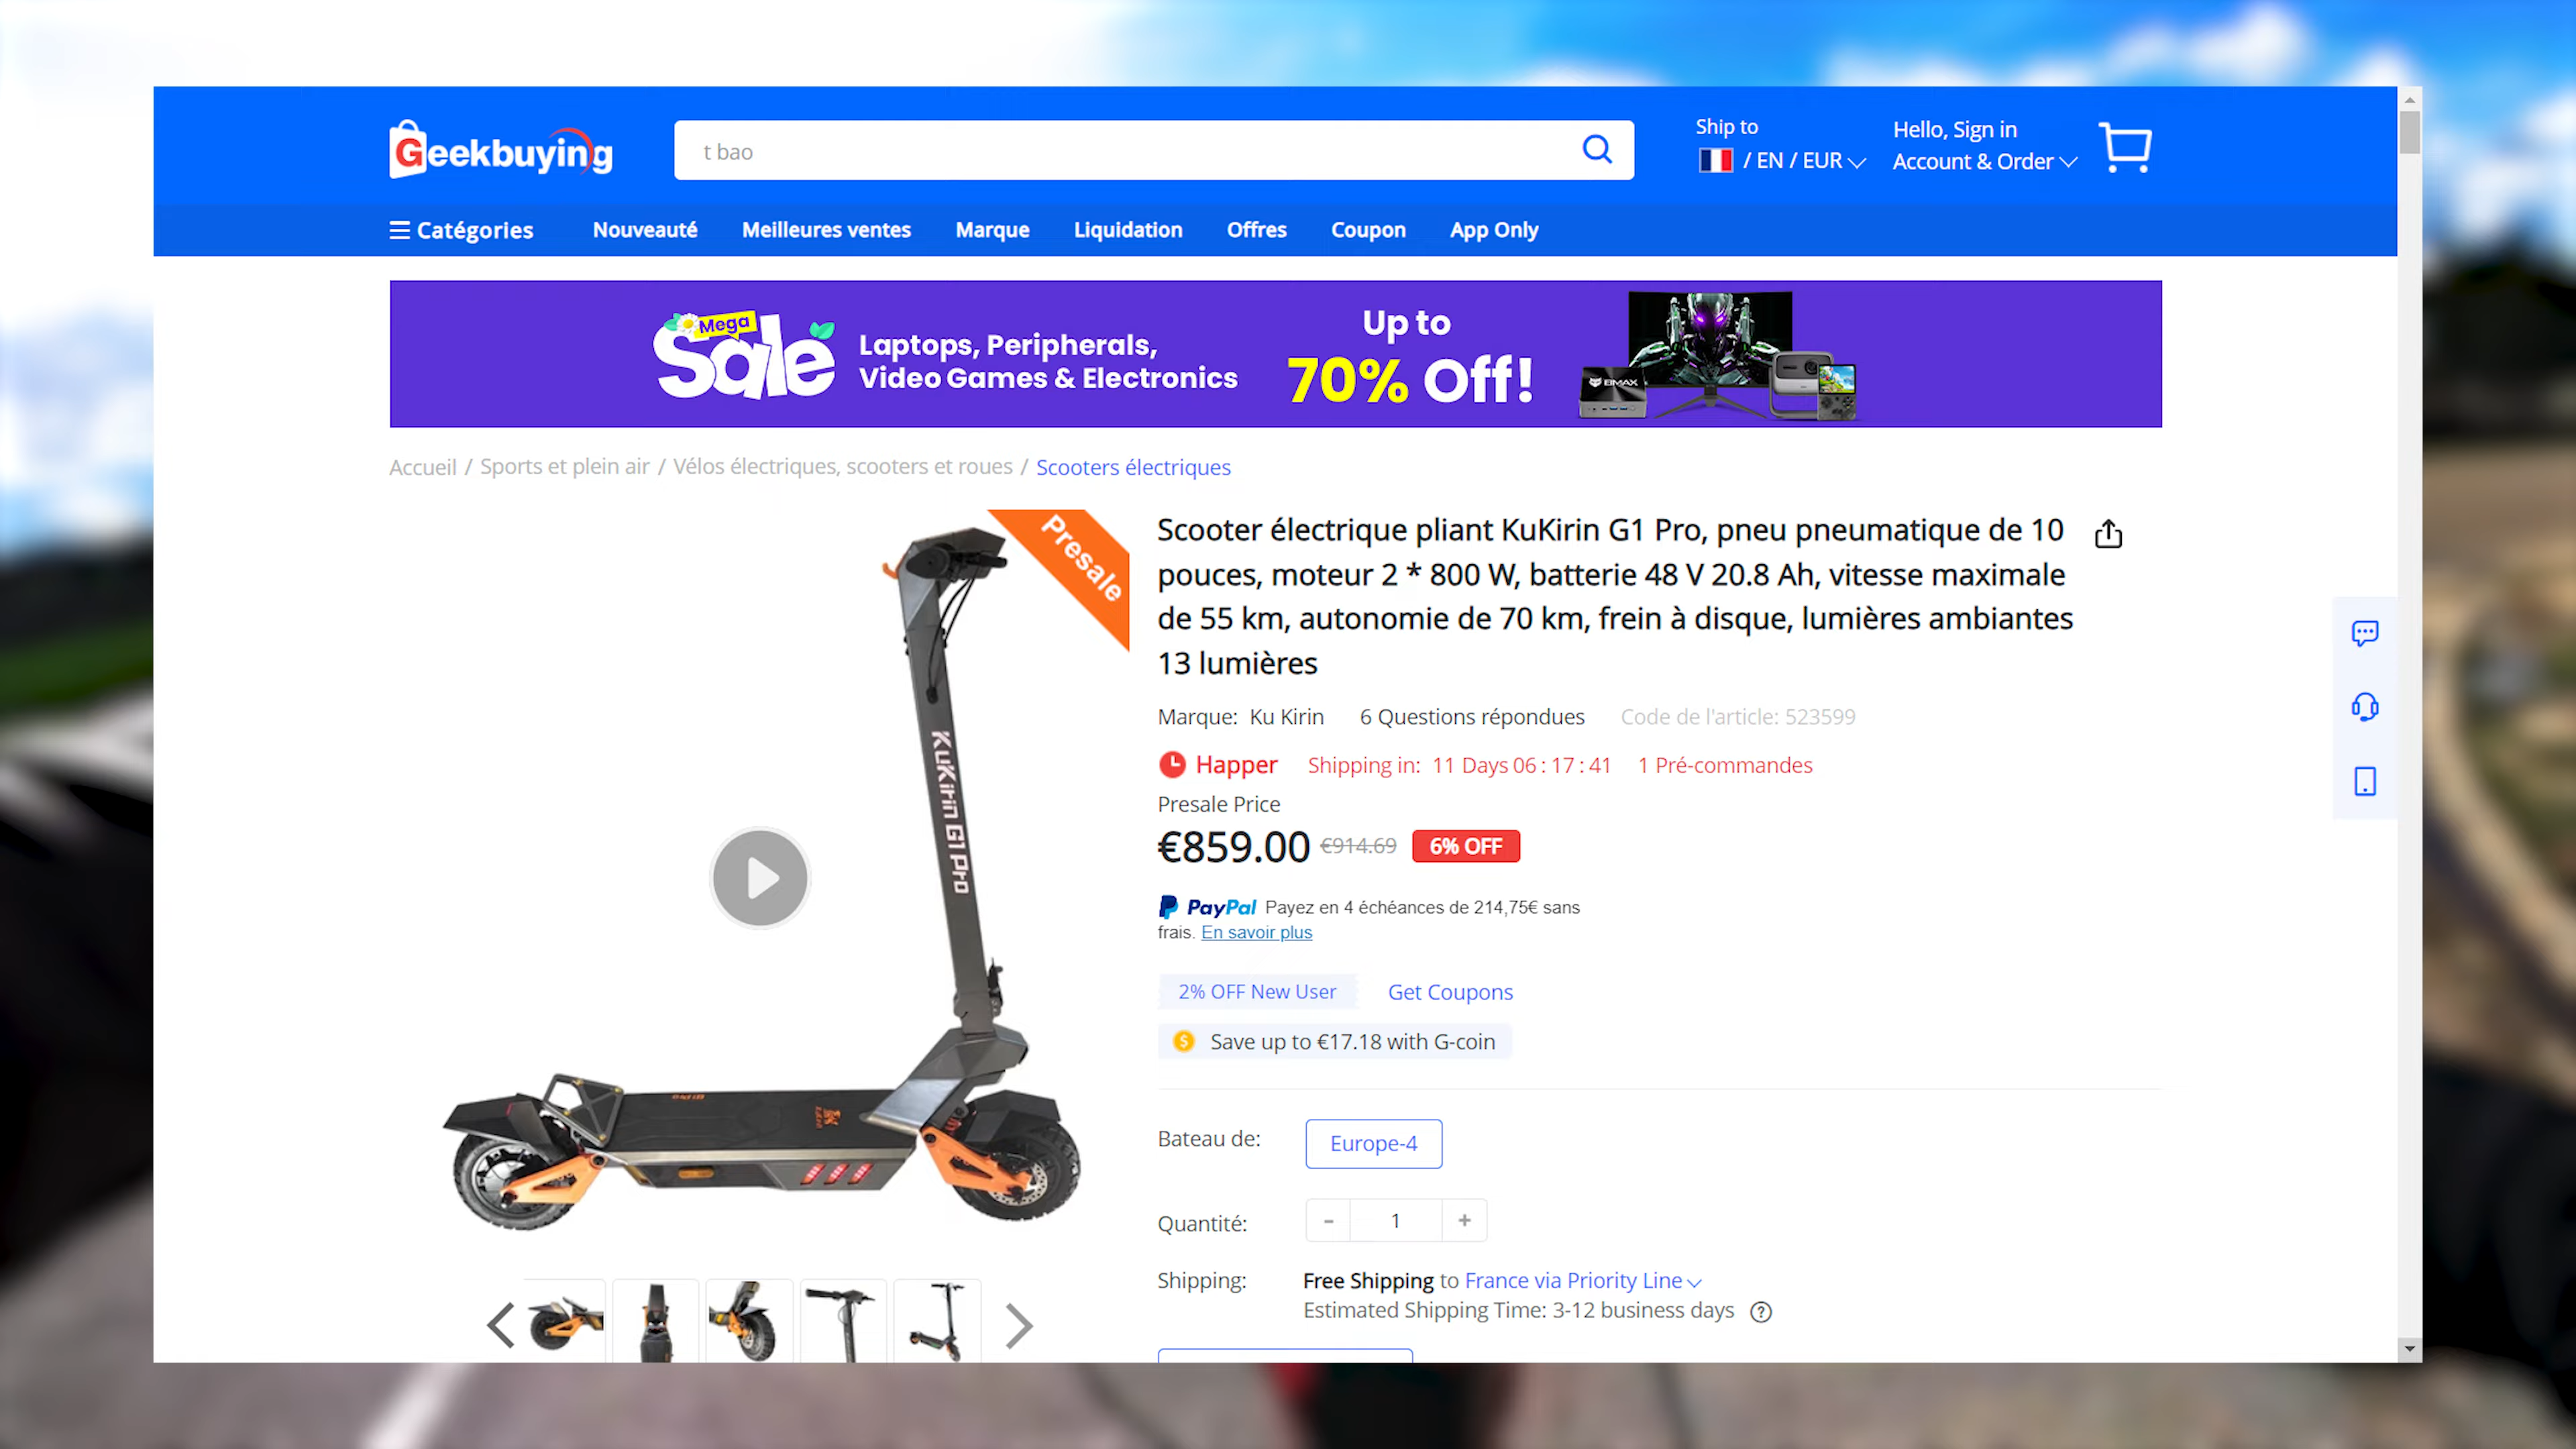 Geekbuying
t bao
Ship to
/ EN / EUR
Hello, Sign in
Account & Order
Catégories
Nouveauté
Meilleures ventes
Marque
Liquidation
Offres
Coupon
App Only
Mega
Sale
Laptops, Peripherals,
Video Games & Electronics
Up to
70% Off!
Accueil / Sports et plein air / Vélos électriques, scooters et roues / Scooters électriques
Presale
KuKirin G1 Pro
Scooter électrique pliant KuKirin G1 Pro, pneu pneumatique de 10
pouces, moteur 2 * 800 W, batterie 48 V 20.8 Ah, vitesse maximale
de 55 km, autonomie de 70 km, frein à disque, lumières ambiantes
13 lumières
Marque: Ku Kirin 6 Questions répondues Code de l'article: 523599
Happer Shipping in: 11 Days 06 : 17 : 41 1 Pré-commandes
Presale Price
€859.00 €914.69 6% OFF
PayPal Payez en 4 échéances de 214,75€ sans
frais. En savoir plus
2% OFF New User Get Coupons
$ Save up to €17.18 with G-coin
Bateau de: Europe-4
Quantité: - 1 +
Shipping: Free Shipping to France via Priority Line
Estimated Shipping Time: 3-12 business days ?